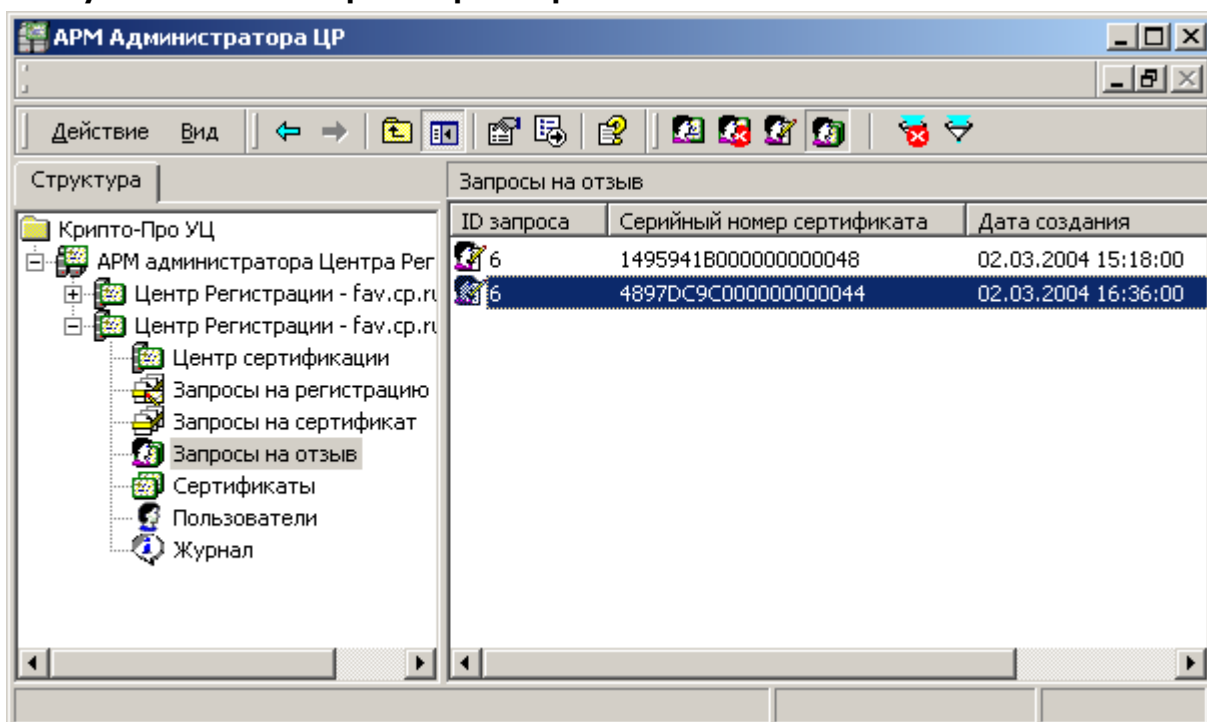 АРМ Администратора ЦР
Действие Вид
Структура
Запросы на отзыв
Крипто-Про УЦ
АРМ администратора Центра Рег
Центр Регистрации - fav.cp.ru
Центр Регистрации - fav.cp.ru
Центр сертификации
Запросы на регистрацию
Запросы на сертификат
Запросы на отзыв
Сертификаты
Пользователи
Журнал
ID запроса Серийный номер сертификата Дата создания
6 1495941B000000000048 02.03.2004 15:18:00
6 4897DC9C000000000044 02.03.2004 16:36:00